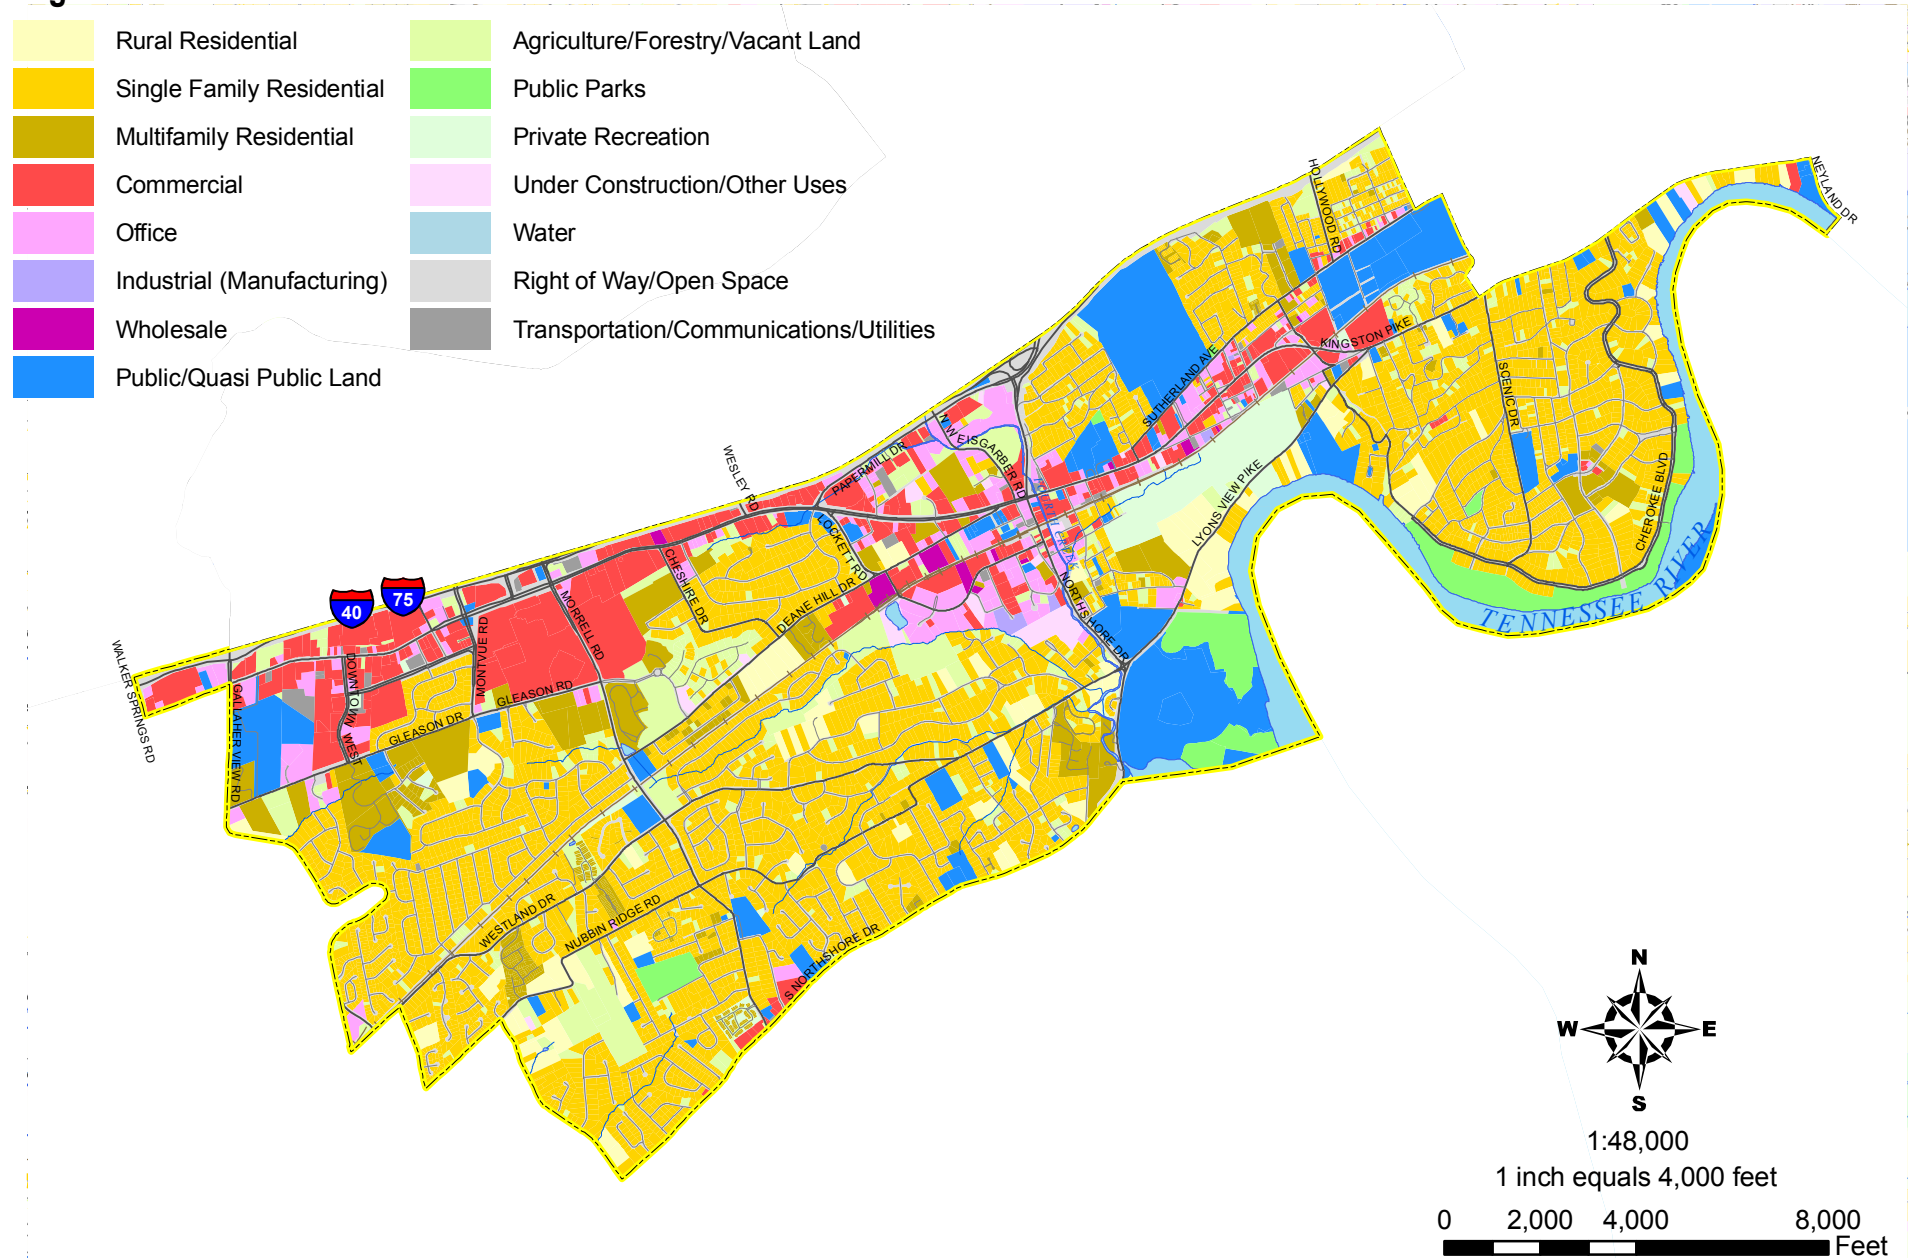 Rural Residential
Single Family Residential
Multifamily Residential
Commercial
Office
Industrial (Manufacturing)
Wholesale
Public/Quasi Public Land
Agriculture/Forestry/Vacant Land
Public Parks
Private Recreation
Under Construction/Other Uses
Water
Right of Way/Open Space
Transportation/Communications/Utilities
HOLLYWOOD RD
NEYLAND DR
KINGSTON PIKE
SUTHERLAND AVE
SCENIC DR
N WEISGARBER RD
PAPERMILL DR
WESLEY RD
LYONS VIEW PIKE
CHEROKEE BLVD
TENNESSEE RIVER
LOCKETT RD
FOURTH CREEK
CHESHIRE DR
DEANE HILL DR
NORTHSHORE DR
40
75
MORRELL RD
MONTVUE RD
WALKER SPRINGS RD
DOWNTOWN WEST
GALLAHER VIEW RD
GLEASON RD
GLEASON DR
WESTLAND DR
NUBBIN RIDGE RD
S NORTHSHORE DR
N
W
E
S
1:48,000
1 inch equals 4,000 feet
0 2,000 4,000 8,000
Feet